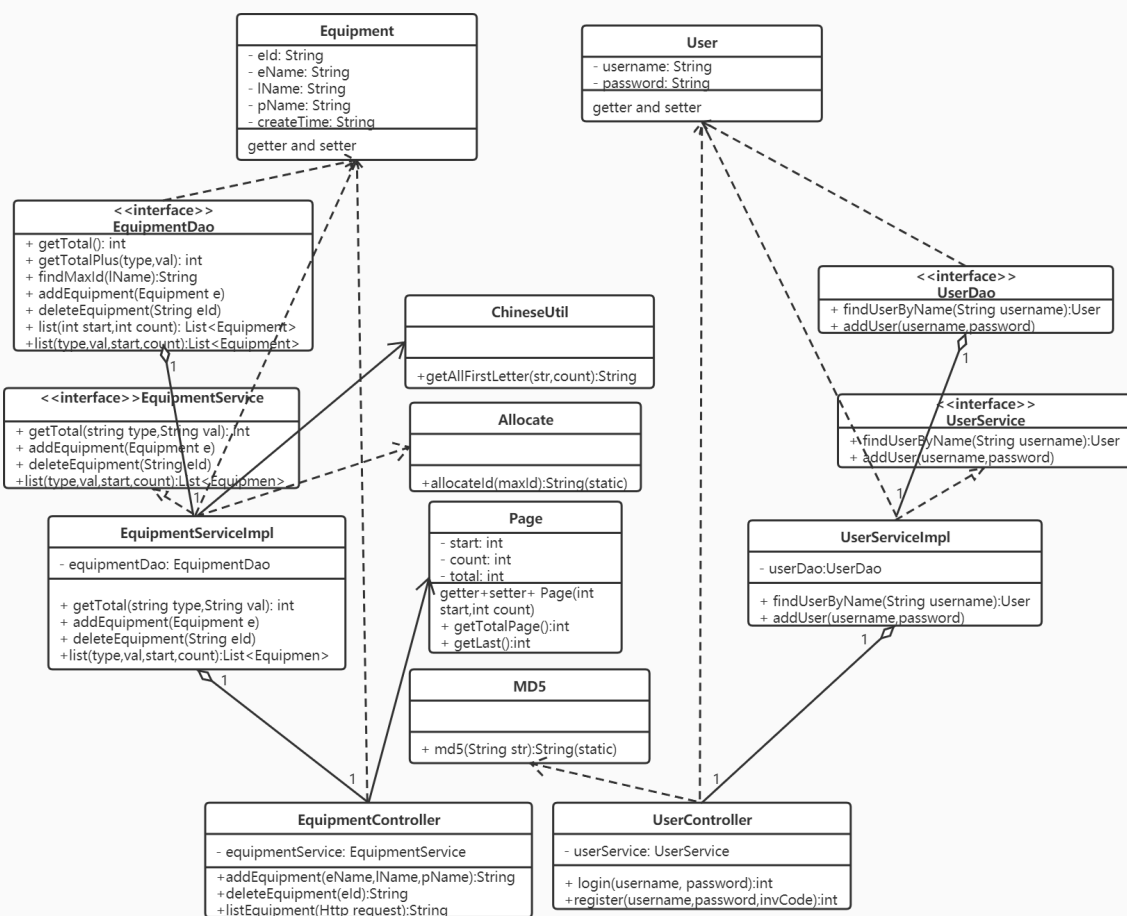 Equipment
- eId: String
- eName: String
- lName: String
- pName: String
- createTime: String
getter and setter
User
- username: String
- password: String
getter and setter
<<interface>>
EquipmentDao
+ getTotal(): int
+ getTotalPlus(type,val): int
+ findMaxId(lName):String
+ addEquipment(Equipment e)
+ deleteEquipment(String eId)
+ list(int start,int count): List<Equipment>
+list(type,val,start,count):List<Equipment>
1
<<interface>>
UserDao
+ findUserByName(String username):User
+ addUser(username,password)
1
ChineseUtil
+getAllFirstLetter(str,count):String
<<interface>>EquipmentService
+ getTotal(string type,String val): int
+ addEquipment(Equipment e)
+ deleteEquipment(String eId)
+list(type,val,start,count):List<Equipmen>
1
Allocate
+allocateId(maxId):String(static)
<<interface>>
UserService
+ findUserByName(String username):User
+ addUser(username,password)
1
EquipmentServiceImpl
- equipmentDao: EquipmentDao
+ getTotal(string type,String val): int
+ addEquipment(Equipment e)
+ deleteEquipment(String eId)
+list(type,val,start,count):List<Equipmen>
1
Page
- start: int
- count: int
- total: int
getter+setter+ Page(int
start,int count)
+ getTotalPage():int
+ getLast():int
UserServiceImpl
- userDao:UserDao
+ findUserByName(String username):User
+ addUser(username,password)
1
MD5
+ md5(String str):String(static)
1
1
EquipmentController
- equipmentService: EquipmentService
+addEquipment(eName,lName,pName):String
+deleteEquipment(eId):String
+listEquipment(Http request):String
UserController
- userService: UserService
+ login(username, password):int
+register(username,password,invCode):int